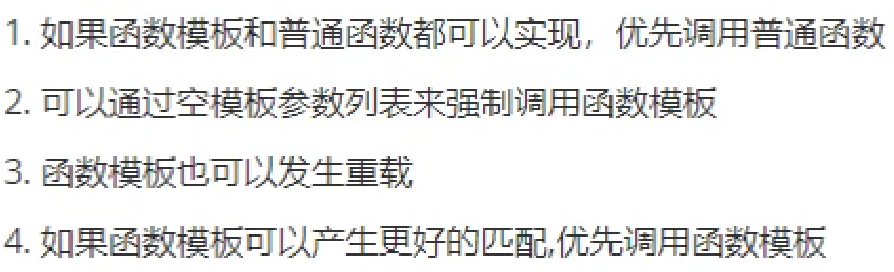 1. 如果函数模板和普通函数都可以实现，优先调用普通函数
2. 可以通过空模板参数列表来强制调用函数模板
3. 函数模板也可以发生重载
4. 如果函数模板可以产生更好的匹配,优先调用函数模板